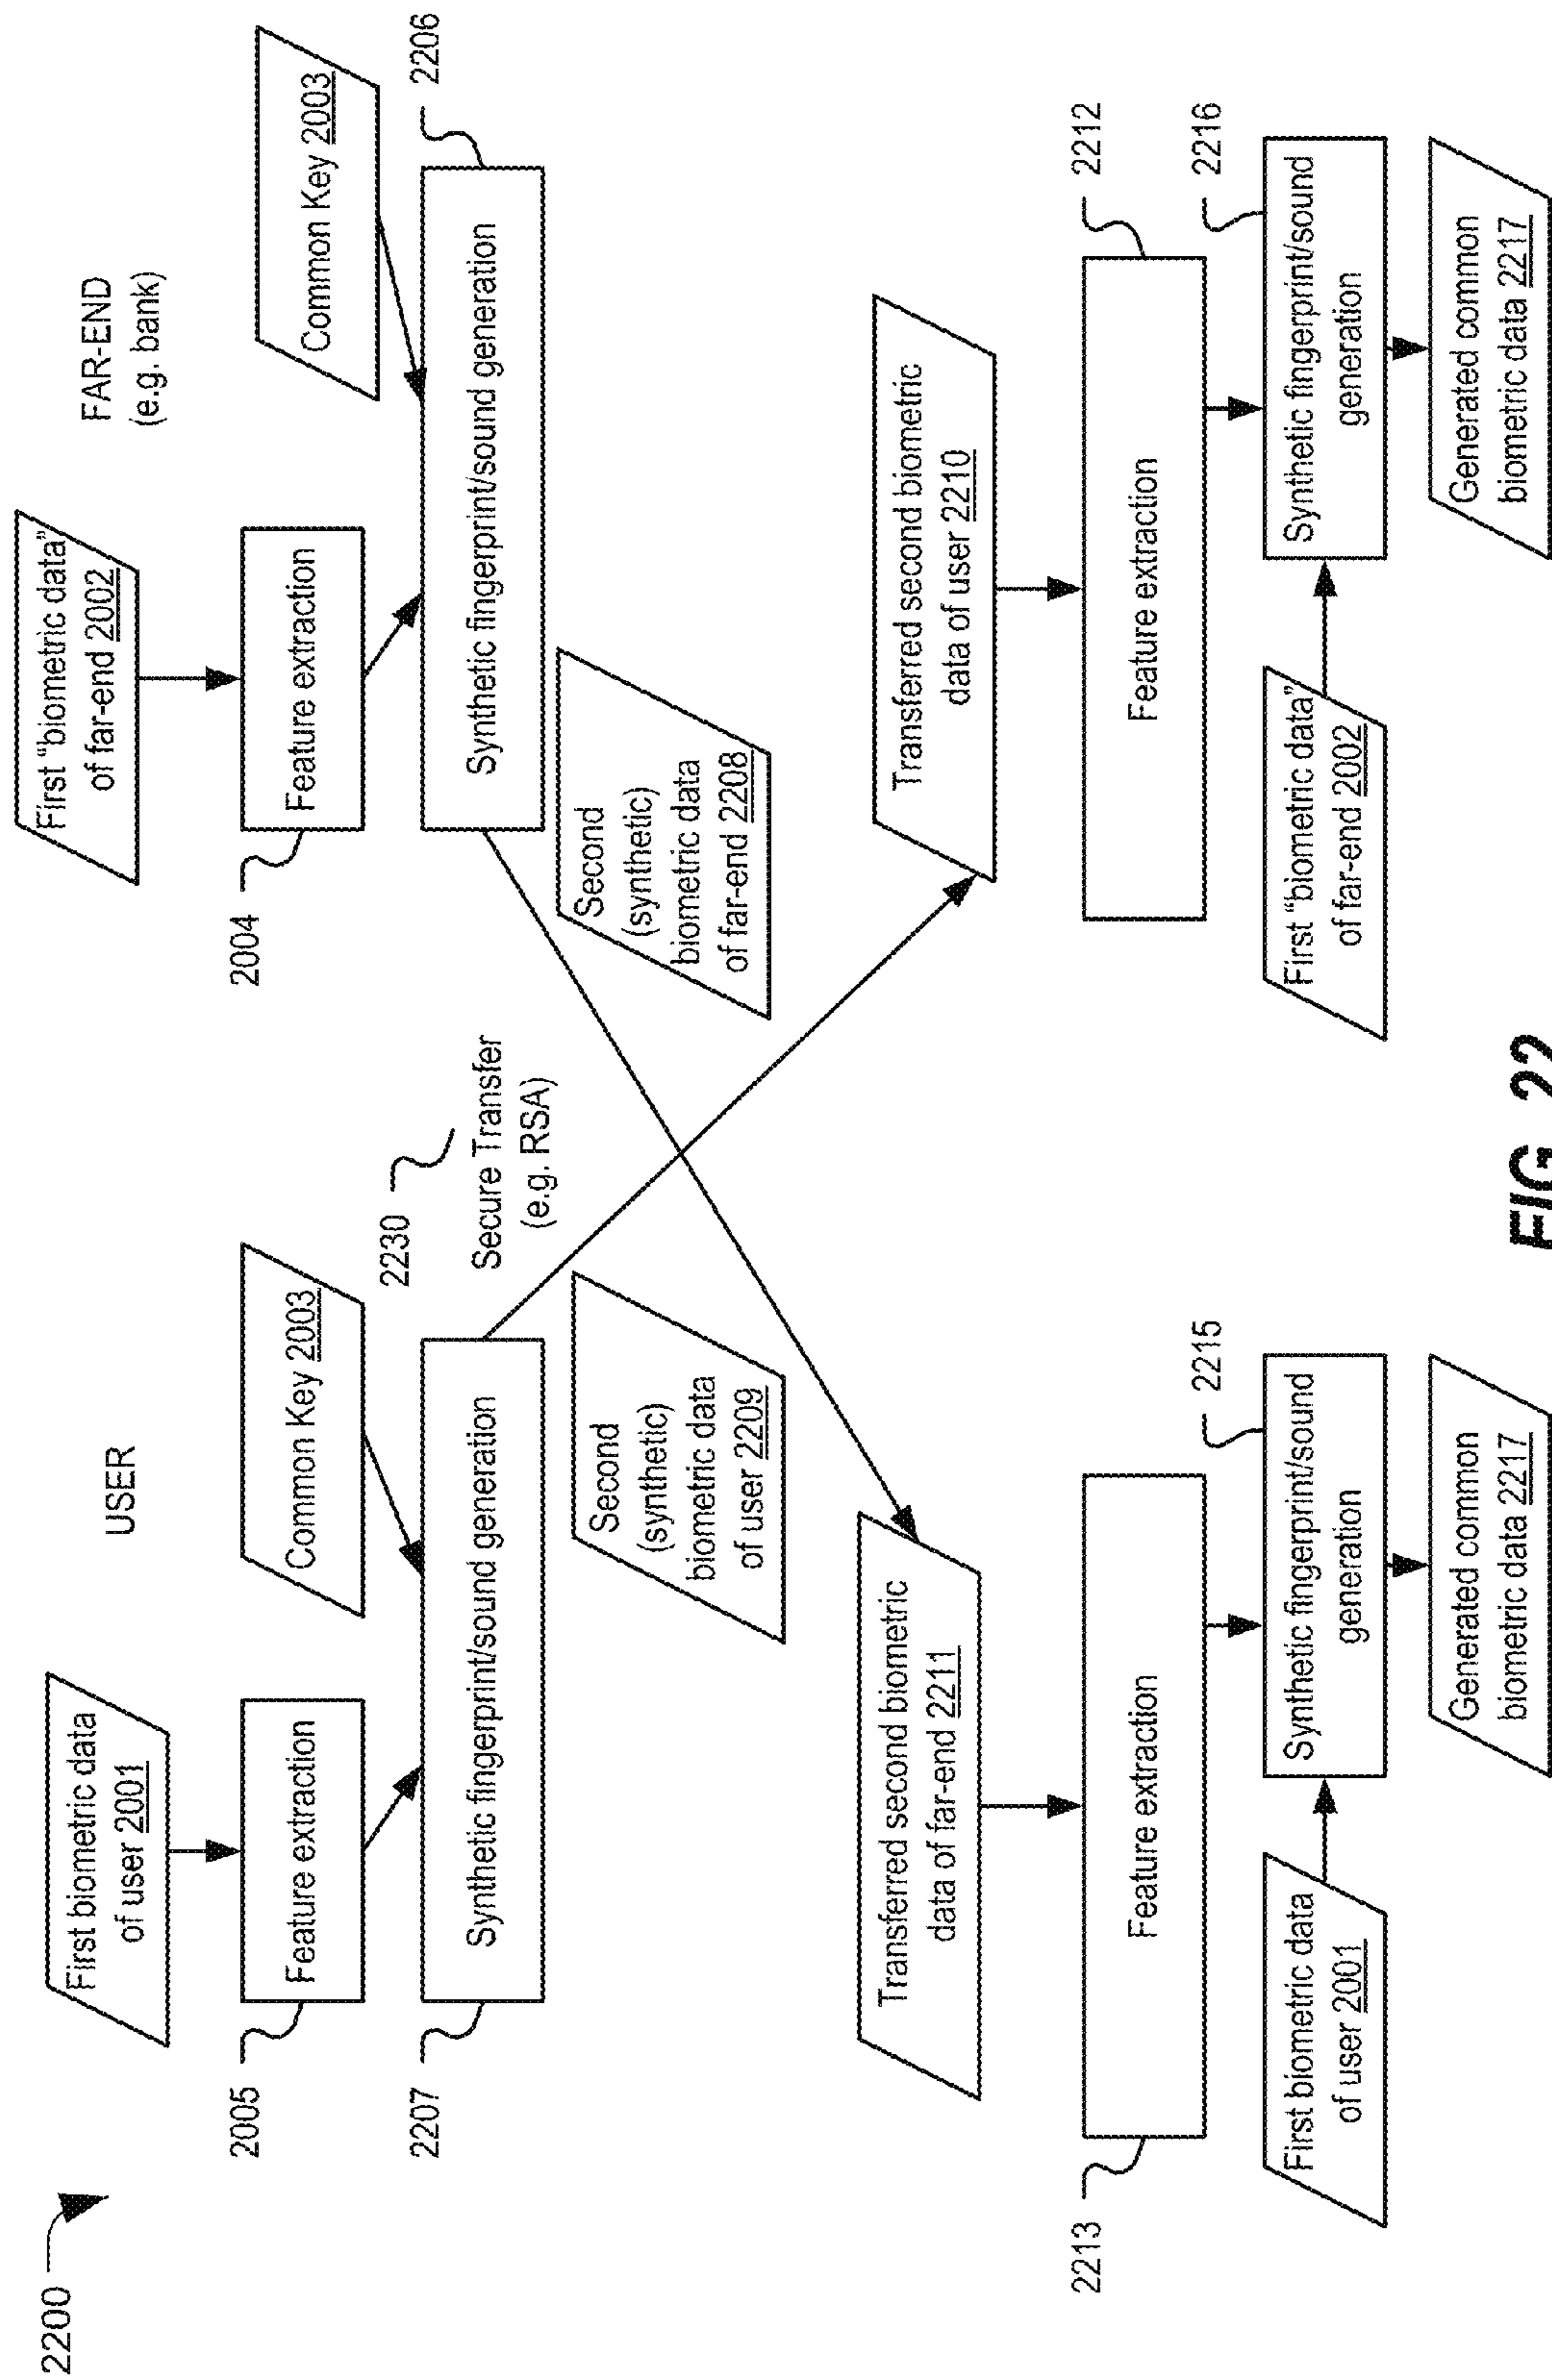 2200
USER
FAR-END
(e.g. bank)
First biometric data
of user 2001
2005
Feature extraction
Common Key 2003
2207
Synthetic fingerprint/sound generation
Second
(synthetic)
biometric data
of user 2209
First “biometric data”
of far-end 2002
2004
Feature extraction
Common Key 2003
2206
Synthetic fingerprint/sound generation
Second
(synthetic)
biometric data
of far-end 2208
2230
Secure Transfer
(e.g. RSA)
Transferred second biometric
data of far-end 2211
2213
Feature extraction
First biometric data
of user 2001
2215
Synthetic fingerprint/sound
generation
Generated common
biometric data 2217
Transferred second biometric
data of user 2210
2212
Feature extraction
First “biometric data”
of far-end 2002
2216
Synthetic fingerprint/sound
generation
Generated common
biometric data 2217
FIG. 22